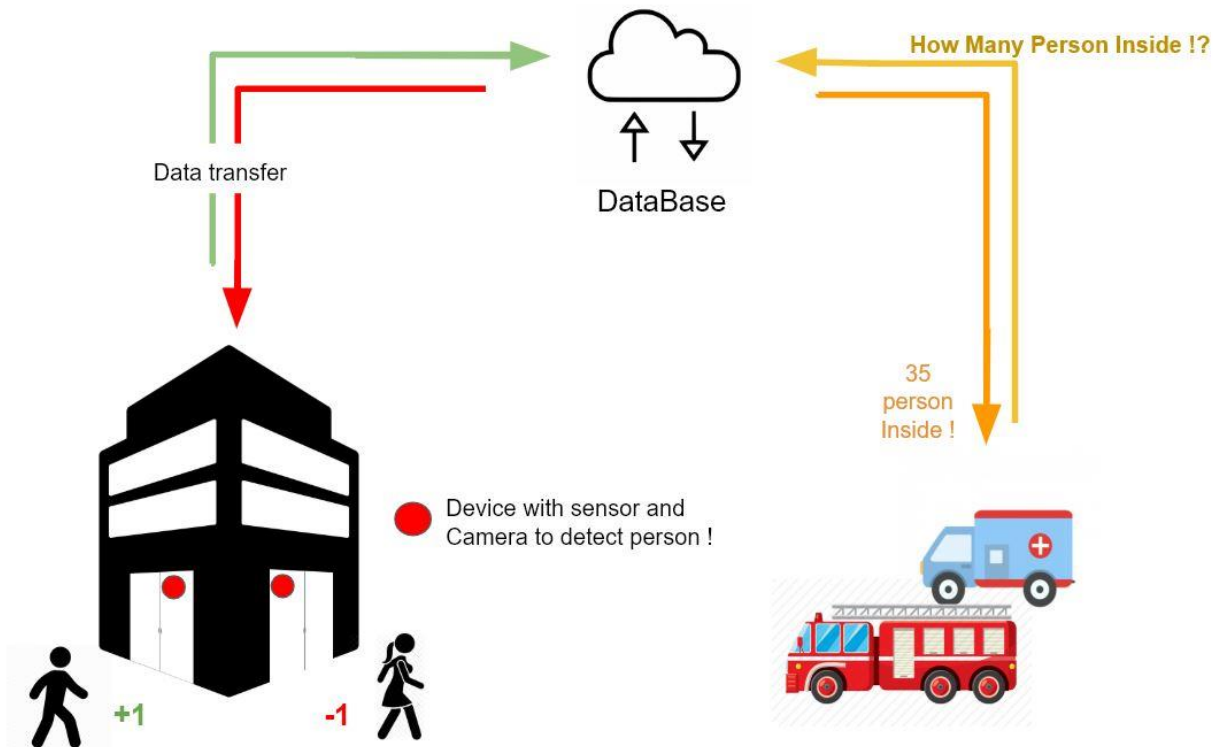 How Many Person Inside !?
Data transfer
DataBase
35
person
Inside !
Device with sensor and
Camera to detect person !
+1
-1